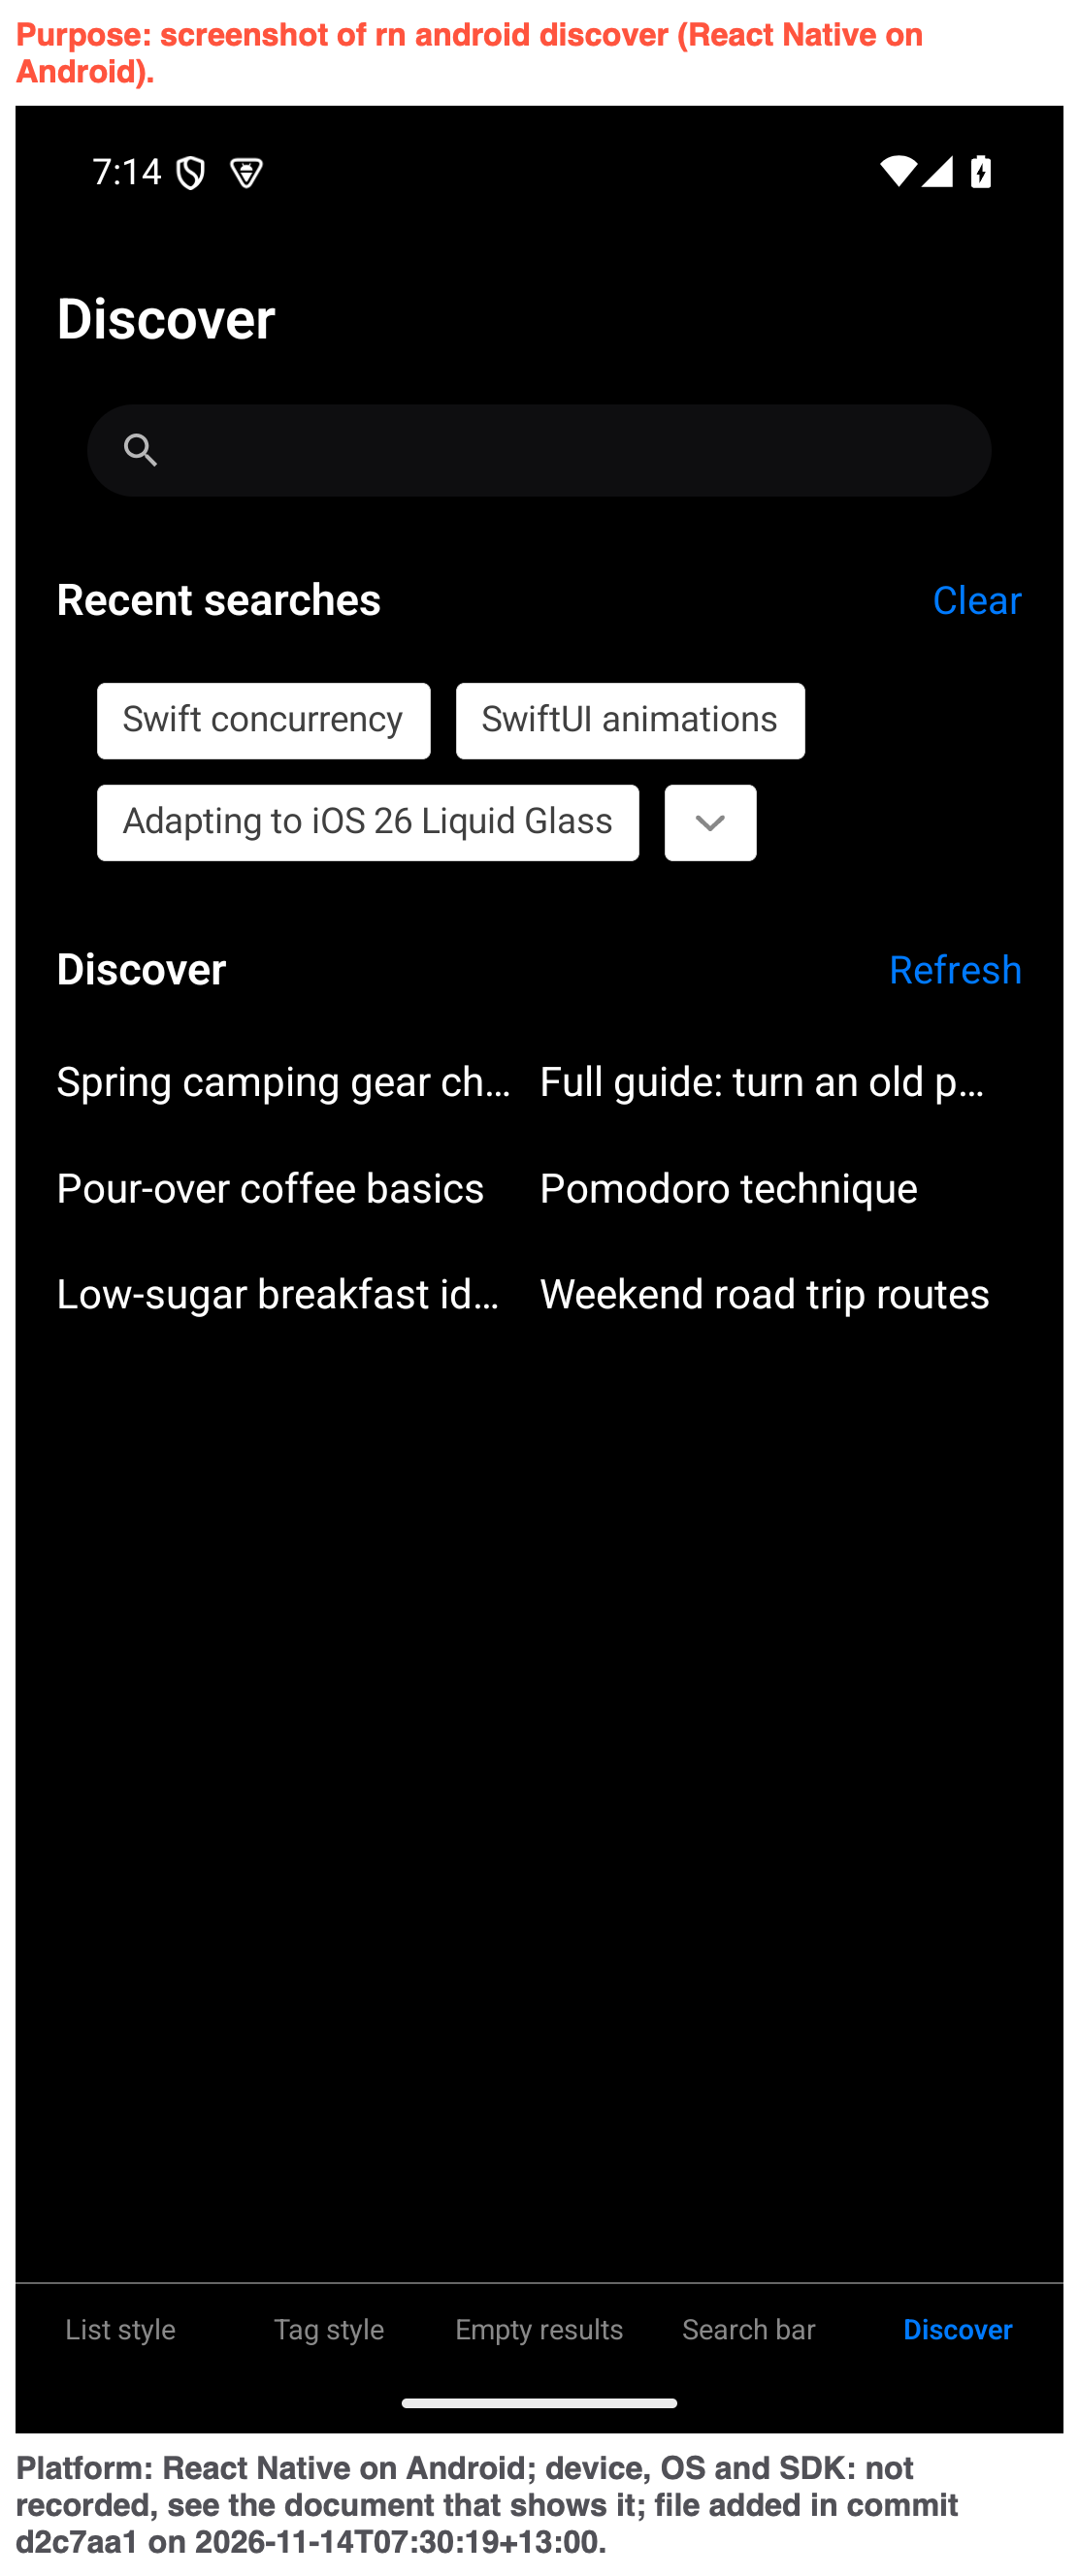 Purpose: screenshot of rn android discover (React Native on
Android).
7:14
Discover
Recent searches
Clear
Swift concurrency
SwiftUI animations
Adapting to iOS 26 Liquid Glass
Discover
Refresh
Spring camping gear ch...
Full guide: turn an old p...
Pour-over coffee basics
Pomodoro technique
Low-sugar breakfast id...
Weekend road trip routes
List style
Tag style
Empty results
Search bar
Discover
Platform: React Native on Android; device, OS and SDK: not
recorded, see the document that shows it; file added in commit
d2c7aa1 on 2026-11-14T07:30:19+13:00.